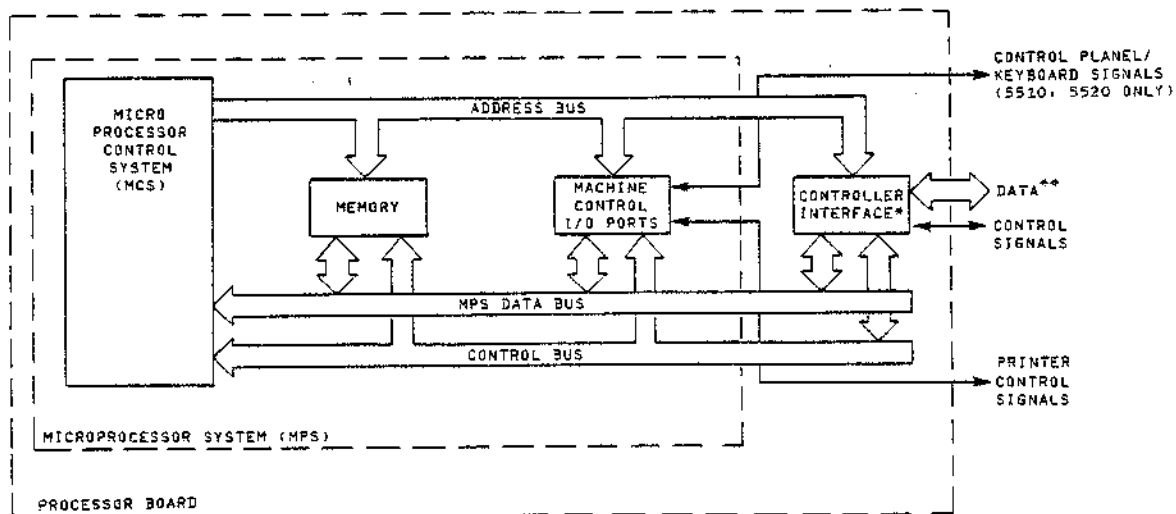 CONTROL PLANEL/
KEYBOARD SIGNALS
(5510, 5520 ONLY)
MICRO
PROCESSOR
CONTROL
SYSTEM
(MCS)
ADDRESS BUS
MEMORY
MACHINE
CONTROL
I/O PORTS
CONTROLLER
INTERFACE*
DATA**
CONTROL
SIGNALS
MPS DATA BUS
CONTROL BUS
PRINTER
CONTROL
SIGNALS
MICROPROCESSOR SYSTEM (MPS)
PROCESSOR BOARD